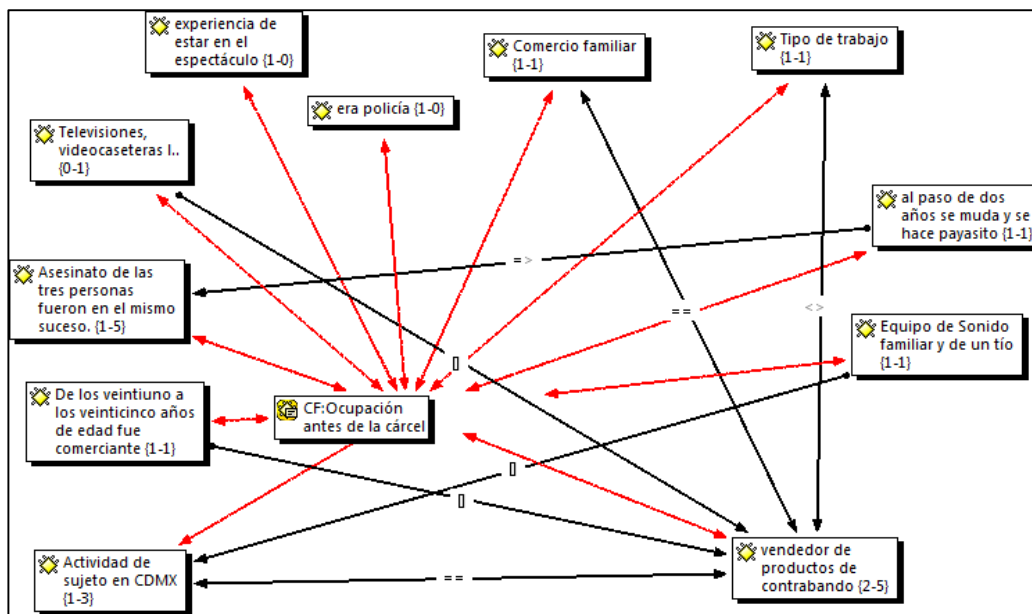 experiencia de
estar en el
espectáculo {1-0}
Comercio familiar
{1-1}
Tipo de trabajo
{1-1}
era policía {1-0}
Televisiones,
videocaseteras l..
{0-1}
al paso de dos
años se muda y se
hace payasito {1-1}
=>
Asesinato de las
tres personas
fueron en el mismo
suceso. {1-5}
==
<>
Equipo de Sonido
familiar y de un tío
{1-1}
[]
De los veintiuno a
los veinticinco años
de edad fue
comerciante {1-1}
CF:Ocupación
antes de la cárcel
[]
[]
Actividad de
sujeto en CDMX
{1-3}
==
vendedor de
productos de
contrabando {2-5}